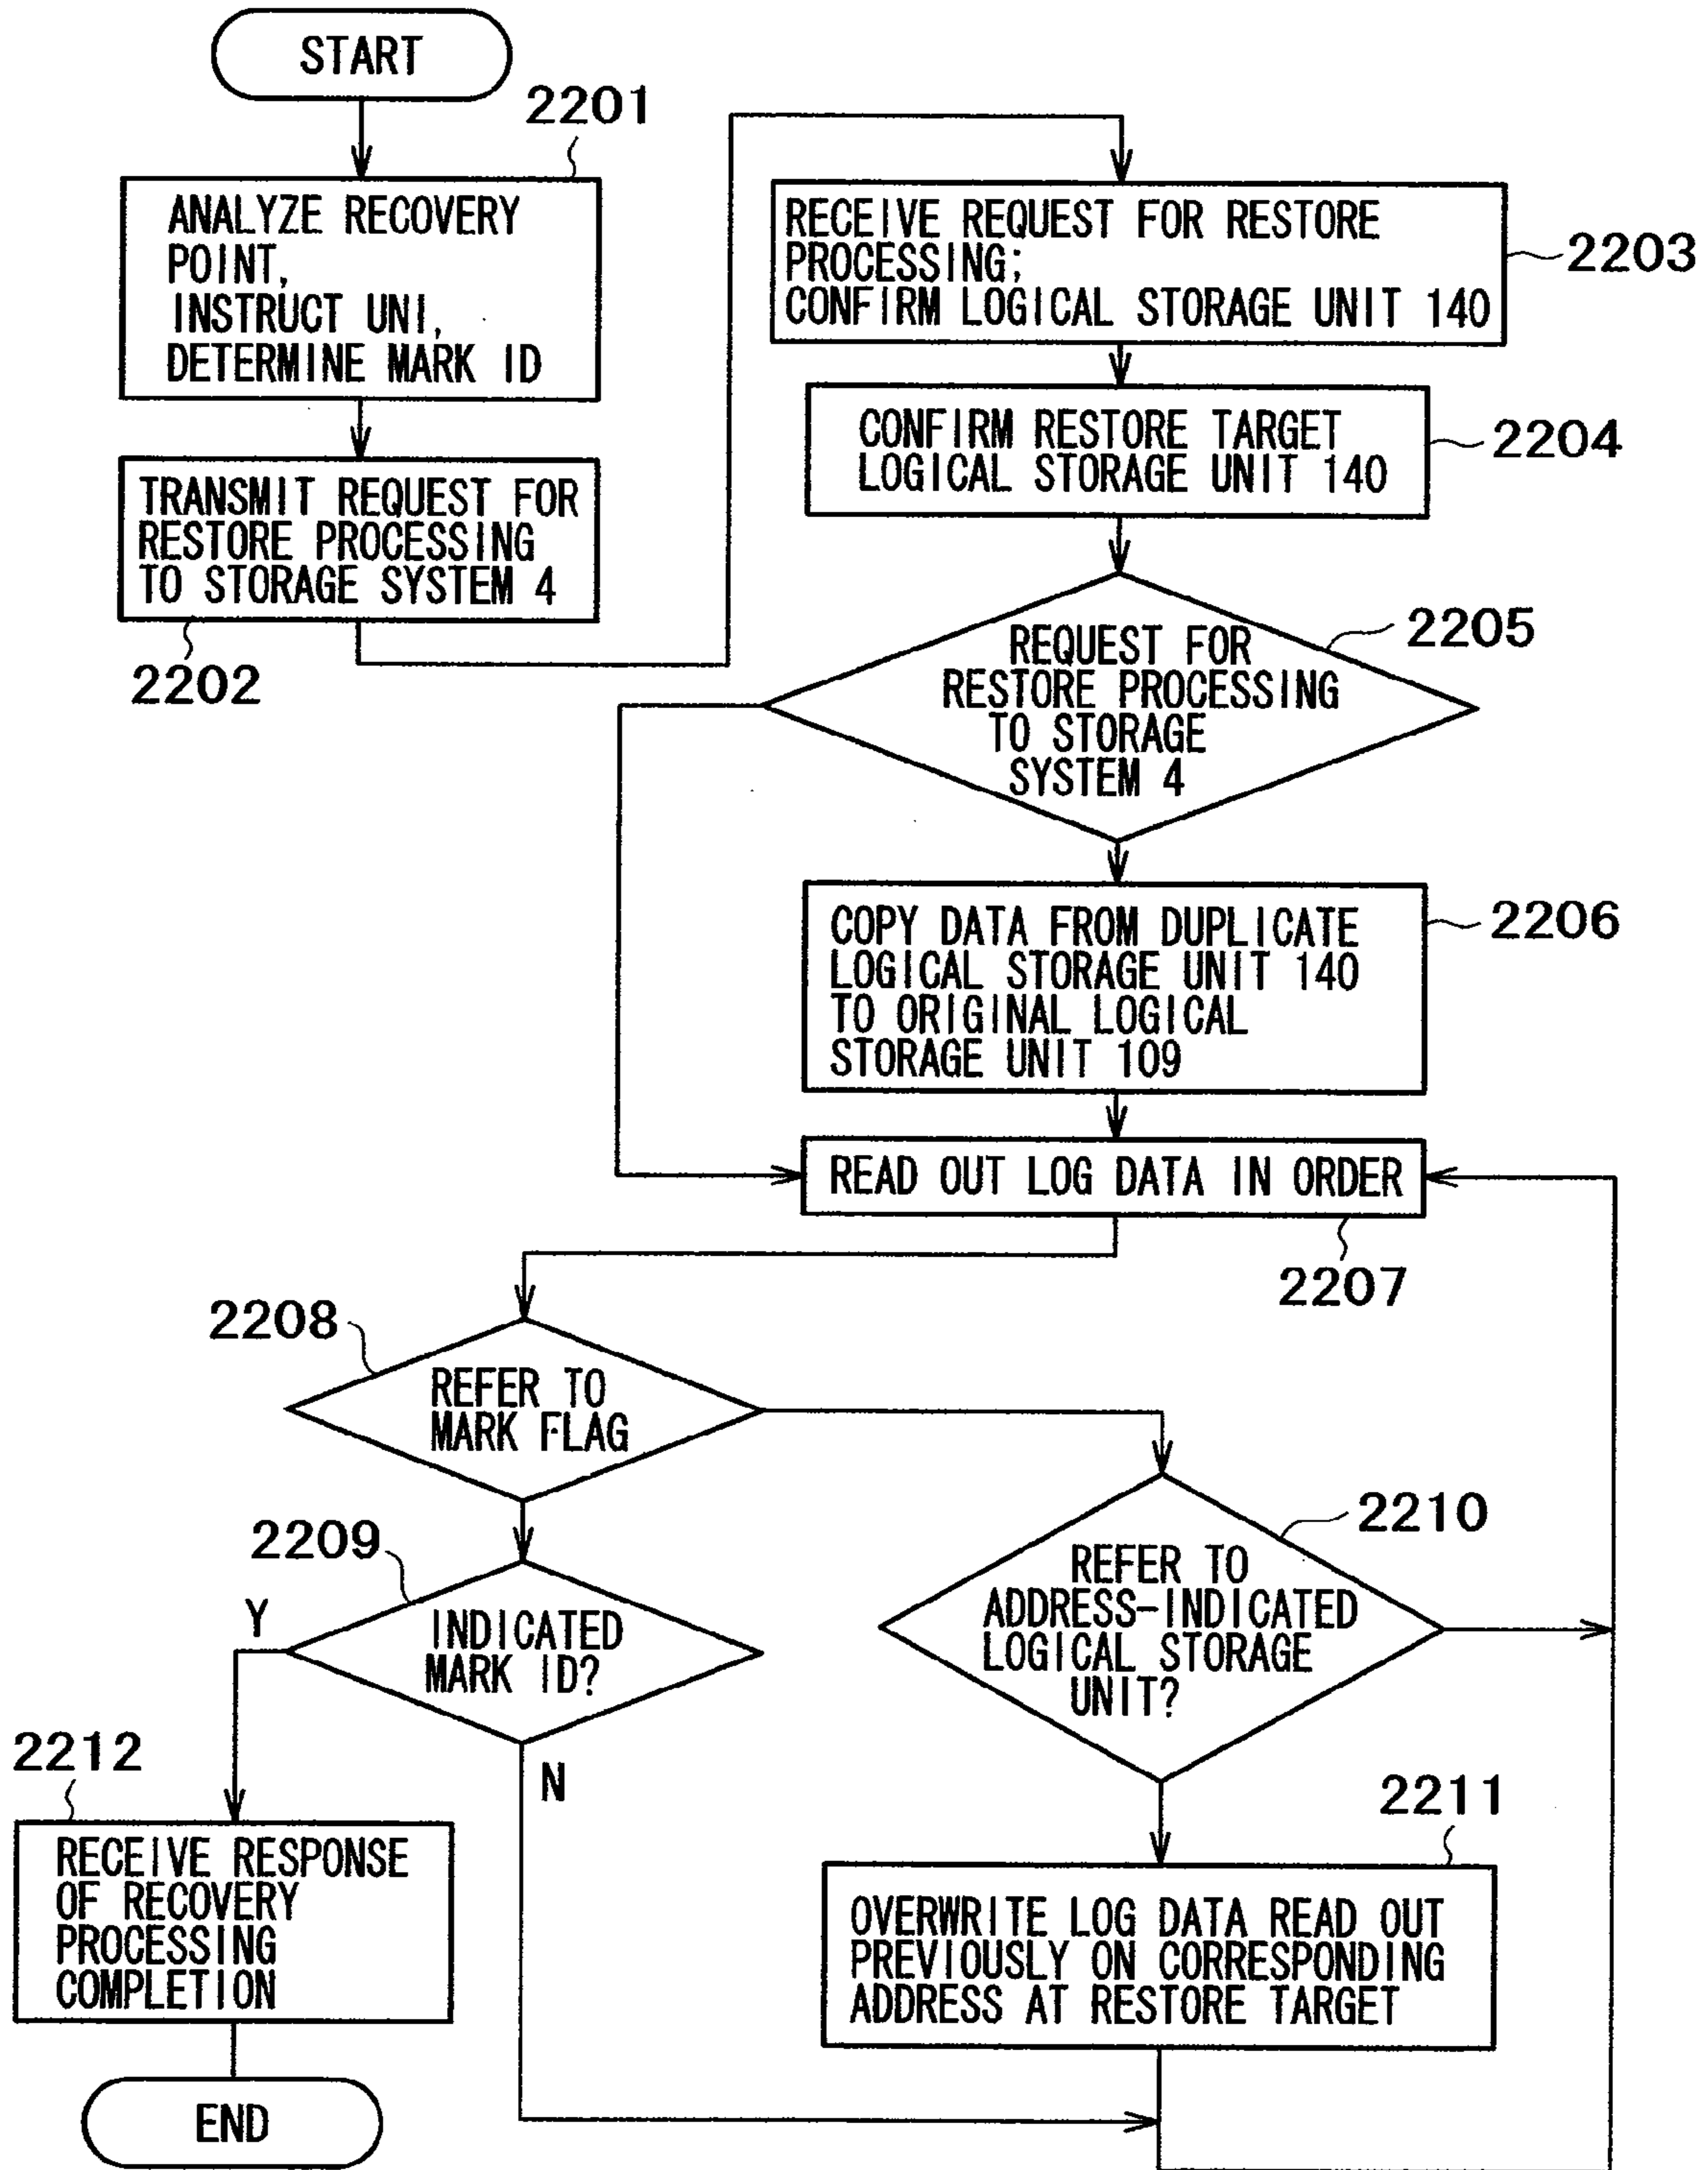 START
2201
ANALYZE RECOVERY
POINT,
INSTRUCT UNI,
DETERMINE MARK ID
TRANSMIT REQUEST FOR
RESTORE PROCESSING
TO STORAGE SYSTEM 4
2202
RECEIVE REQUEST FOR RESTORE
PROCESSING;
CONFIRM LOGICAL STORAGE UNIT 140
2203
CONFIRM RESTORE TARGET
LOGICAL STORAGE UNIT 140
2204
REQUEST FOR
RESTORE PROCESSING
TO STORAGE
SYSTEM 4
2205
COPY DATA FROM DUPLICATE
LOGICAL STORAGE UNIT 140
TO ORIGINAL LOGICAL
STORAGE UNIT 109
2206
READ OUT LOG DATA IN ORDER
2207
2208
REFER TO
MARK FLAG
2209
INDICATED
MARK ID?
Y
N
2210
REFER TO
ADDRESS-INDICATED
LOGICAL STORAGE
UNIT?
2211
OVERWRITE LOG DATA READ OUT
PREVIOUSLY ON CORRESPONDING
ADDRESS AT RESTORE TARGET
2212
RECEIVE RESPONSE
OF RECOVERY
PROCESSING
COMPLETION
END